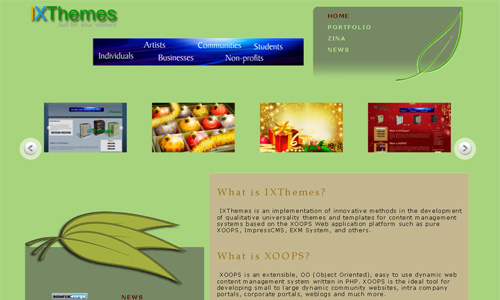 IXThemes
HOME
PORTFOLIO
ZINA
NEWS
Artists
Communities
Students
Individuals
Businesses
Non-profits
What is IXThemes?
IXThemes is an implementation of innovative methods in the development
of qualitative universality themes and templates for content management
systems based on the XOOPS Web application platform such as pure
XOOPS, ImpressCMS, EKM System, and others.
What is XOOPS?
XOOPS is an extensible, OO (Object Oriented), easy to use dynamic web
content management system written in PHP. XOOPS is the ideal tool for
developing small to large dynamic community websites, intra company
portals, corporate portals, weblogs and much more.
NEWS